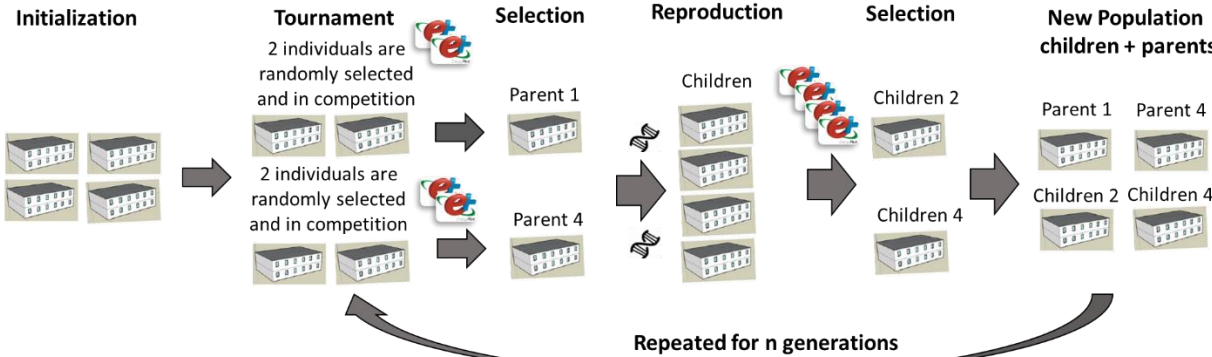 Initialization
Tournament
2 individuals are
randomly selected
and in competition
2 individuals are
randomly selected
and in competition
Selection
Parent 1
Parent 4
Reproduction
Children
Selection
Children 2
Children 4
New Population
children + parents
Parent 1 Parent 4
Children 2 Children 4
Repeated for n generations